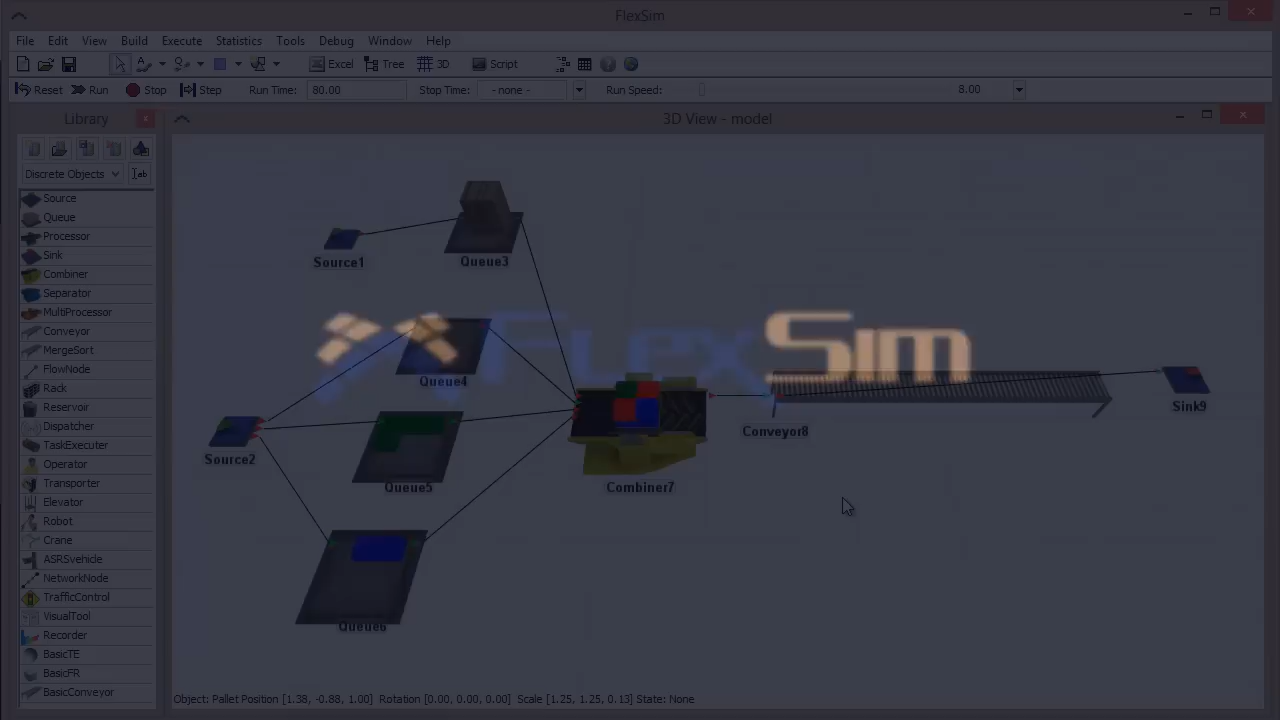 FlexSim
File Edit View Build Execute Statistics Tools Debug Window Help
Excel Tree 3D Script
Reset Run Stop Step Run Time: 80.00 Stop Time: - none - Run Speed: 8.00
Library
3D View - model
Discrete Objects
Source
Queue
Processor
Sink
Combiner
Separator
MultiProcessor
Conveyor
MergeSort
FlowNode
Rack
Reservoir
Dispatcher
TaskExecuter
Operator
Transporter
Elevator
Robot
Crane
ASRSvehicle
NetworkNode
TrafficControl
VisualTool
Recorder
BasicTE
BasicFR
BasicConveyor
Source1
Queue3
FlexSim
Queue4
Sink9
Conveyor8
Source2
Queue5
Combiner7
Queue6
Object: Pallet Position [1.38, -0.88, 1.00] Rotation [0.00, 0.00, 0.00] Scale [1.25, 1.25, 0.13] State: None